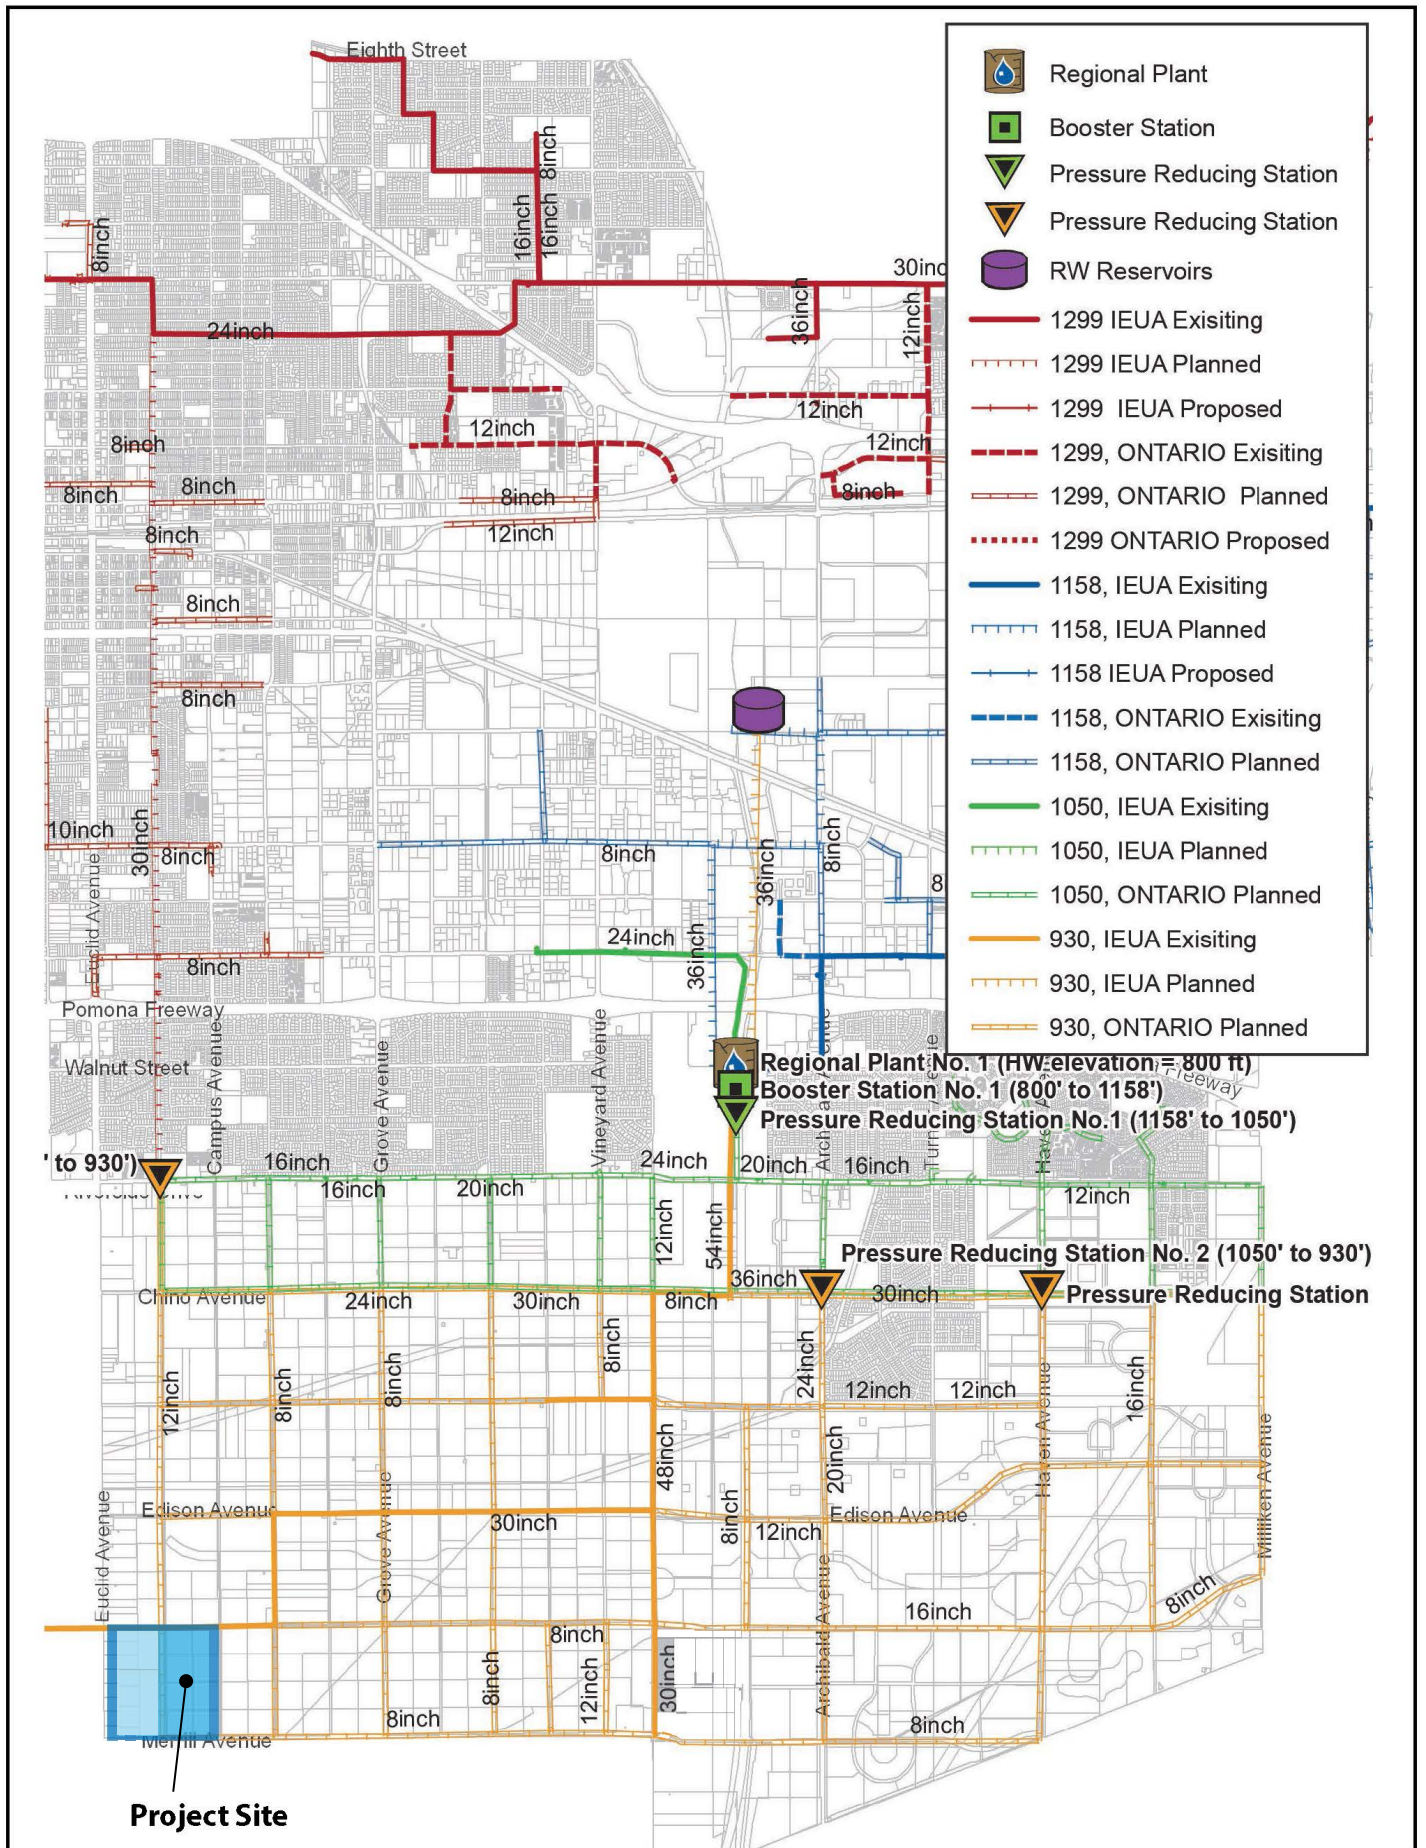 Eighth Street
Regional Plant
Booster Station
Pressure Reducing Station
Pressure Reducing Station
RW Reservoirs
1299 IEUA Exisiting
1299 IEUA Planned
1299 IEUA Proposed
1299, ONTARIO Exisiting
1299, ONTARIO Planned
1299 ONTARIO Proposed
1158, IEUA Exisiting
1158, IEUA Planned
1158 IEUA Proposed
1158, ONTARIO Exisiting
1158, ONTARIO Planned
1050, IEUA Exisiting
1050, IEUA Planned
1050, ONTARIO Planned
930, IEUA Exisiting
930, IEUA Planned
930, ONTARIO Planned
8inch
16inch
16inch
8inch
30inc
24inch
36inch
12inch
12inch
12inch
12inch
8inch
8inch
8inch
8inch
8inch
8inch
12inch
8inch
8inch
8inch
10inch
30inch
8inch
8inch
36inch
8inch
8
Euclid Avenue
24inch
36inch
8inch
Pomona Freeway
Walnut Street
Campus Avenue
Grove Avenue
Vineyard Avenue
Regional Plant No. 1 (HW elevation = 800 ft)
Booster Station No. 1 (800' to 1158')
Pressure Reducing Station No.1 (1158' to 1050')
Freeway
' to 930')
16inch
24inch
20inch
16inch
16inch
20inch
12inch
12inch
54inch
Pressure Reducing Station No. 2 (1050' to 930')
36inch
Pressure Reducing Station
Chino Avenue
24inch
30inch
8inch
30inch
12inch
8inch
8inch
8inch
24inch
12inch
12inch
16inch
Haven Avenue
48inch
20inch
Milliken Avenue
Edison Avenue
30inch
Grove Avenue
8inch
12inch
Edison Avenue
Euclid Avenue
8inch
16inch
8inch
Archibald Avenue
8inch
12inch
30inch
8inch
8inch
Merrill Avenue
Project Site